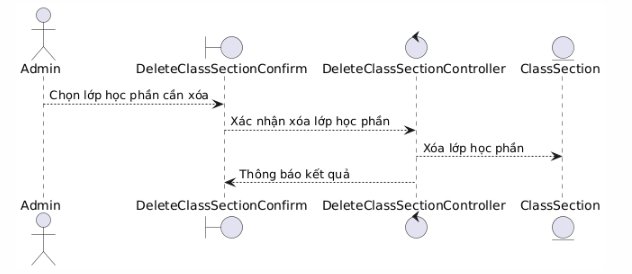 Admin
DeleteClassSectionConfirm
DeleteClassSectionController
ClassSection
Chọn lớp học phần cần xóa
Xác nhận xóa lớp học phần
Xóa lớp học phần
Thông báo kết quả
Admin
DeleteClassSectionConfirm
DeleteClassSectionController
ClassSection